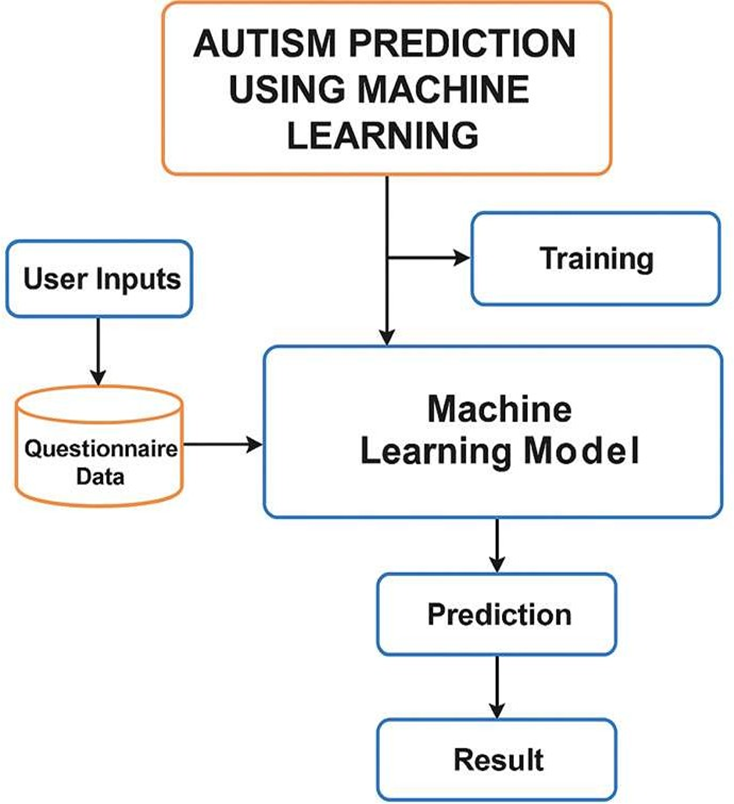 AUTISM PREDICTION
USING MACHINE
LEARNING
Training
User Inputs
Questionnaire
Data
Machine
Learning Model
Prediction
Result